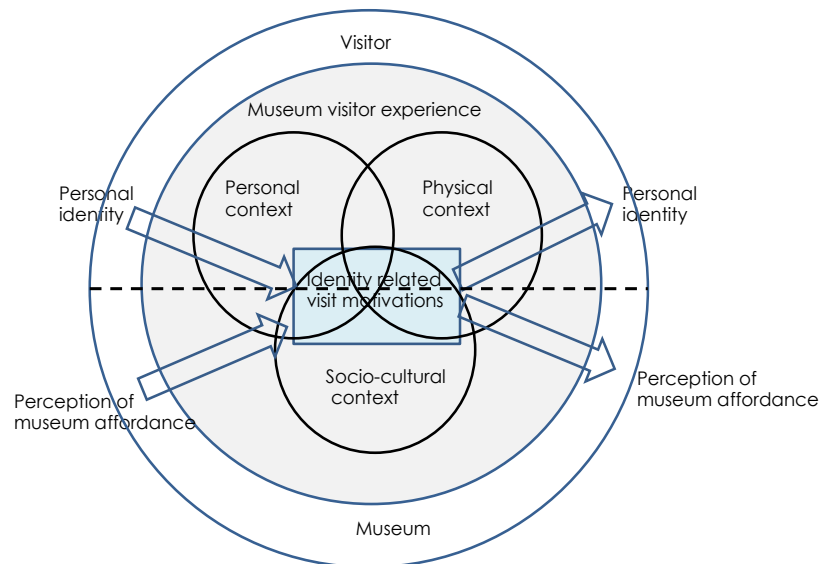 Visitor
Museum visitor experience
Personal
context
Physical
context
Personal
identity
Personal
identity
Identity related
visit motivations
Socio-cultural
context
Perception of
museum affordance
Perception of
museum affordance
Museum